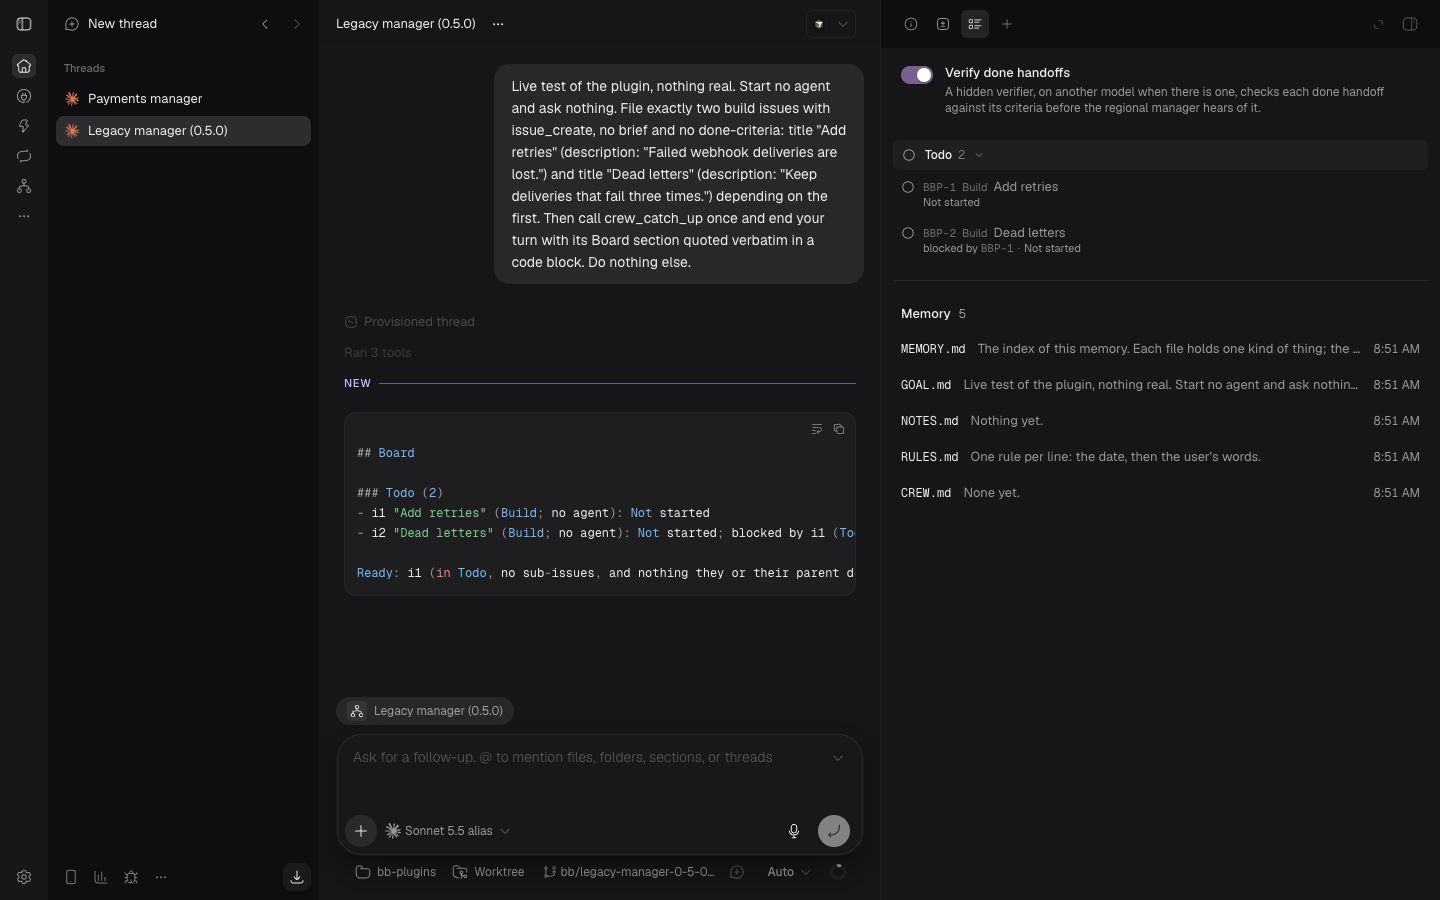 New thread
Threads
Payments manager
Legacy manager (0.5.0)
Legacy manager (0.5.0)
Live test of the plugin, nothing real. Start no agent
and ask nothing. File exactly two build issues with
issue_create, no brief and no done-criteria: title "Add
retries" (description: "Failed webhook deliveries are
lost.") and title "Dead letters" (description: "Keep
deliveries that fail three times.") depending on the
first. Then call crew_catch_up once and end your
turn with its Board section quoted verbatim in a
code block. Do nothing else.
Provisioned thread
Ran 3 tools
NEW
## Board
### Todo (2)
- i1 "Add retries" (Build; no agent): Not started
- i2 "Dead letters" (Build; no agent): Not started; blocked by i1 (To
Ready: i1 (in Todo, no sub-issues, and nothing they or their parent d
Legacy manager (0.5.0)
Ask for a follow-up. @ to mention files, folders, sections, or threads
Sonnet 5.5 alias
bb-plugins
Worktree
bb/legacy-manager-0-5-0...
Auto
Verify done handoffs
A hidden verifier, on another model when there is one, checks each done handoff
against its criteria before the regional manager hears of it.
Todo 2
BBP-1 Build Add retries
Not started
BBP-2 Build Dead letters
blocked by BBP-1 · Not started
Memory 5
MEMORY.md The index of this memory. Each file holds one kind of thing; the ... 8:51 AM
GOAL.md Live test of the plugin, nothing real. Start no agent and ask nothin... 8:51 AM
NOTES.md Nothing yet. 8:51 AM
RULES.md One rule per line: the date, then the user's words. 8:51 AM
CREW.md None yet. 8:51 AM